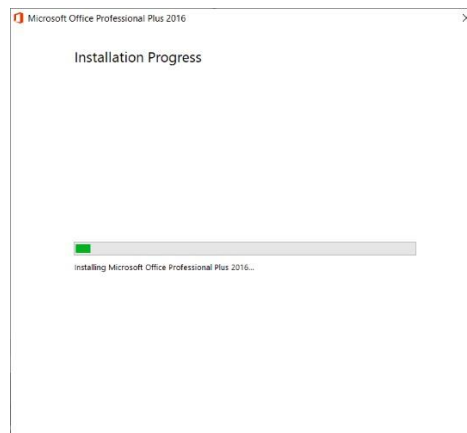 Microsoft Office Professional Plus 2016
Installation Progress
Installing Microsoft Office Professional Plus 2016...